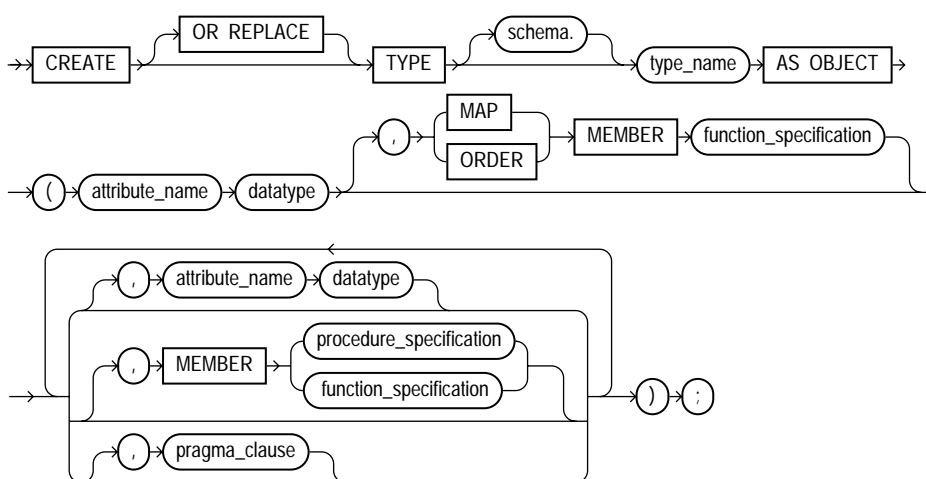 OR REPLACE schema.
CREATE TYPE type_name AS OBJECT
MAP
, MEMBER function_specification
ORDER
( attribute_name datatype
, attribute_name datatype
procedure_specification
, MEMBER
function_specification
) ;
, pragma_clause